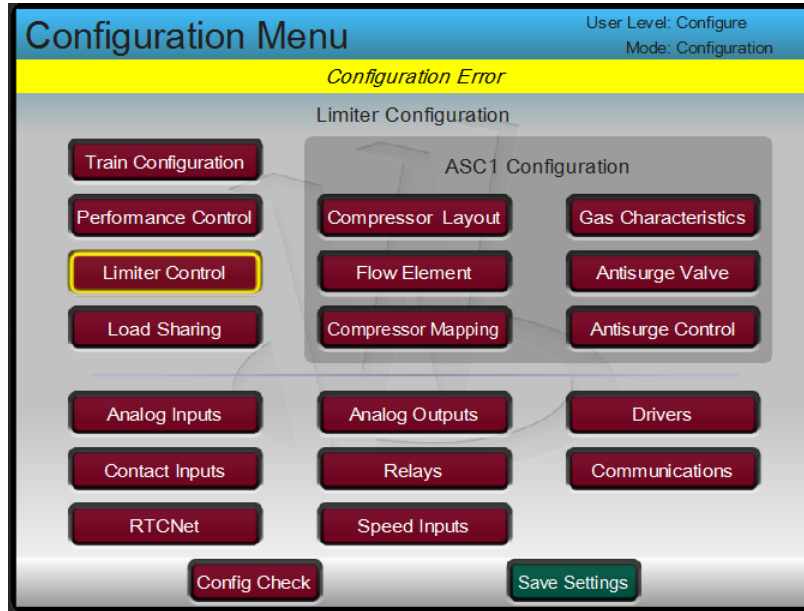 Configuration Menu
User Level: Configure
Mode: Configuration
Configuration Error
Limiter Configuration
Train Configuration
ASC1 Configuration
Performance Control
Compressor Layout
Gas Characteristics
Limiter Control
Flow Element
Antisurge Valve
Load Sharing
Compressor Mapping
Antisurge Control
Analog Inputs
Analog Outputs
Drivers
Contact Inputs
Relays
Communications
RTCNet
Speed Inputs
Config Check
Save Settings